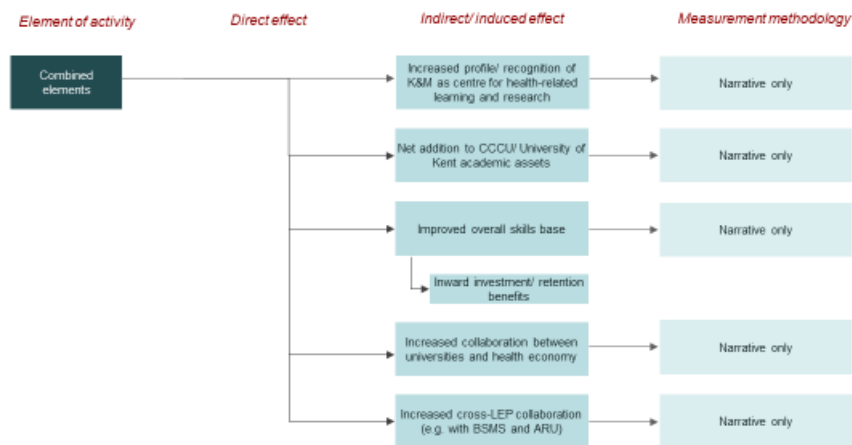 Element of activity
Direct effect
Indirect/ induced effect
Measurement methodology
Combined
elements
Increased profile/ recognition of
K&M as centre for health-related
learning and research
Narrative only
Net addition to CCCU/ University of
Kent academic assets
Narrative only
Improved overall skills base
Narrative only
Inward investment/ retention
benefits
Increased collaboration between
universities and health economy
Narrative only
Increased cross-LEP collaboration
(e.g. with BSMS and ARU)
Narrative only